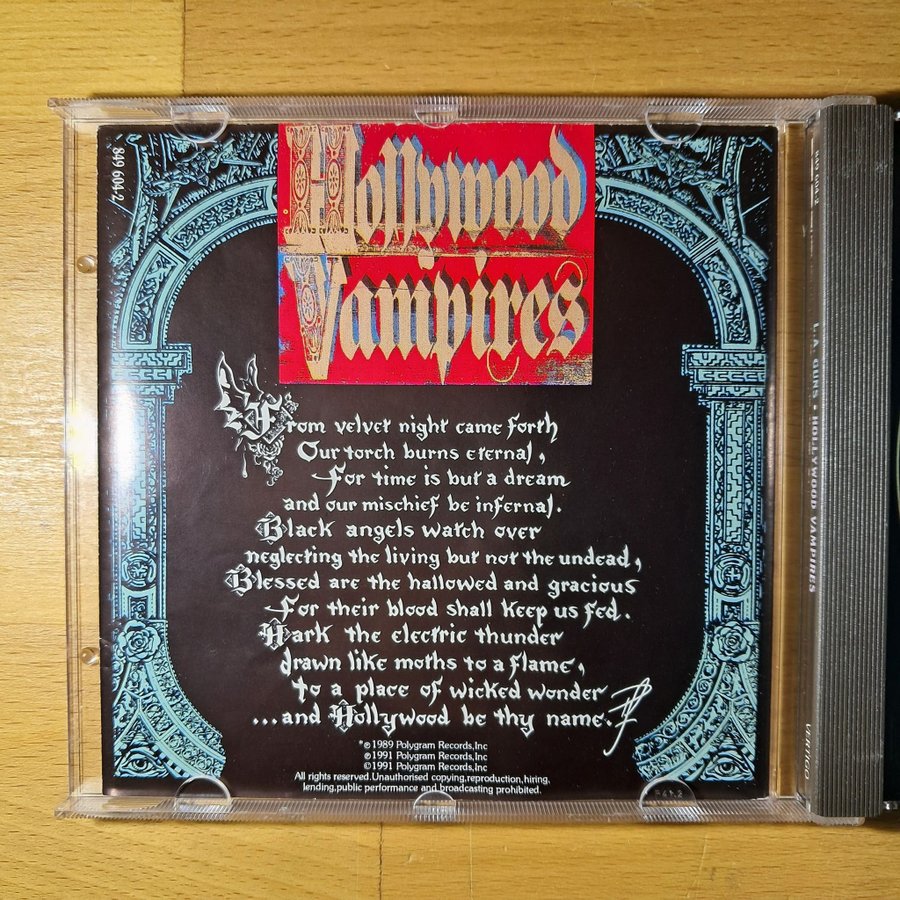 849 604-2
Hollywood
Vampires
From velvet night came forth
Our torch burns eternal,
For time is but a dream
and our mischief be infernal.
Black angels watch over
neglecting the living but not the undead,
Blessed are the hallowed and gracious
for their blood shall keep us fed.
Hark the electric thunder
drawn like moths to a flame,
to a place of wicked wonder
...and Hollywood be thy name.
*℗1989 Polygram Records,Inc
℗1991 Polygram Records,Inc
©1991 Polygram Records,Inc
All rights reserved.Unauthorised copying,reproduction,hiring,
lending,public performance and broadcasting prohibited.
849 604-2
L.A. GUNS • HOLLYWOOD VAMPIRES
VERTIGO